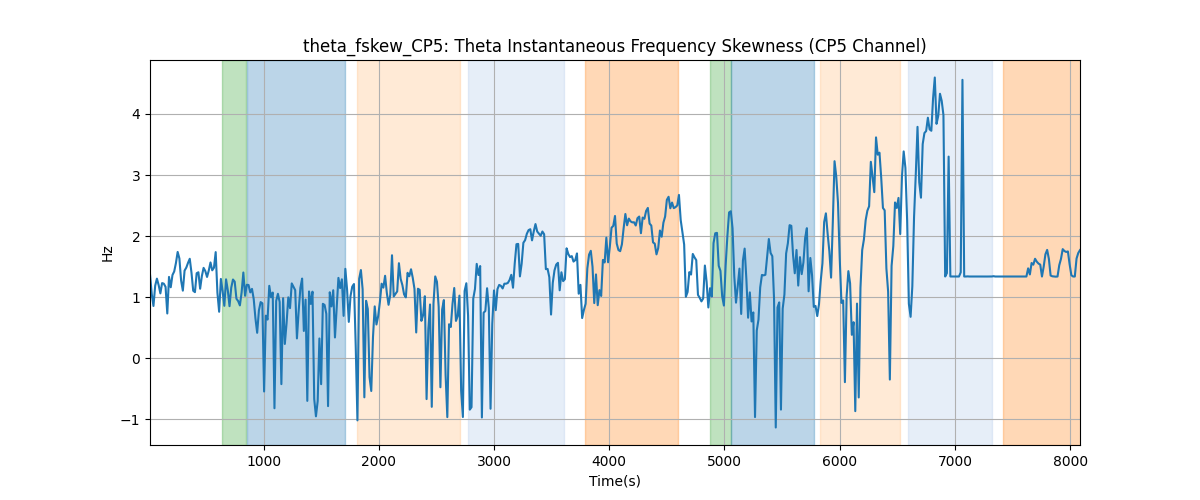 theta_fskew_CP5: Theta Instantaneous Frequency Skewness (CP5 Channel)
4
3
2
1
0
−1
Hz
1000 2000 3000 4000 5000 6000 7000 8000
Time(s)